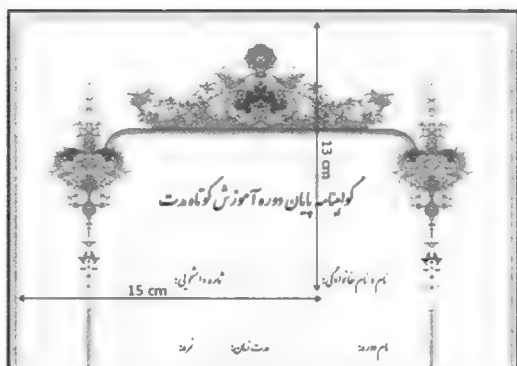 13 cm
گواهینامه پایان دوره آموزش کوتاه مدت
نام و نام خانوادگی: شماره دانشجویی:
15 cm
نام دوره: مدت زمان: نمره: